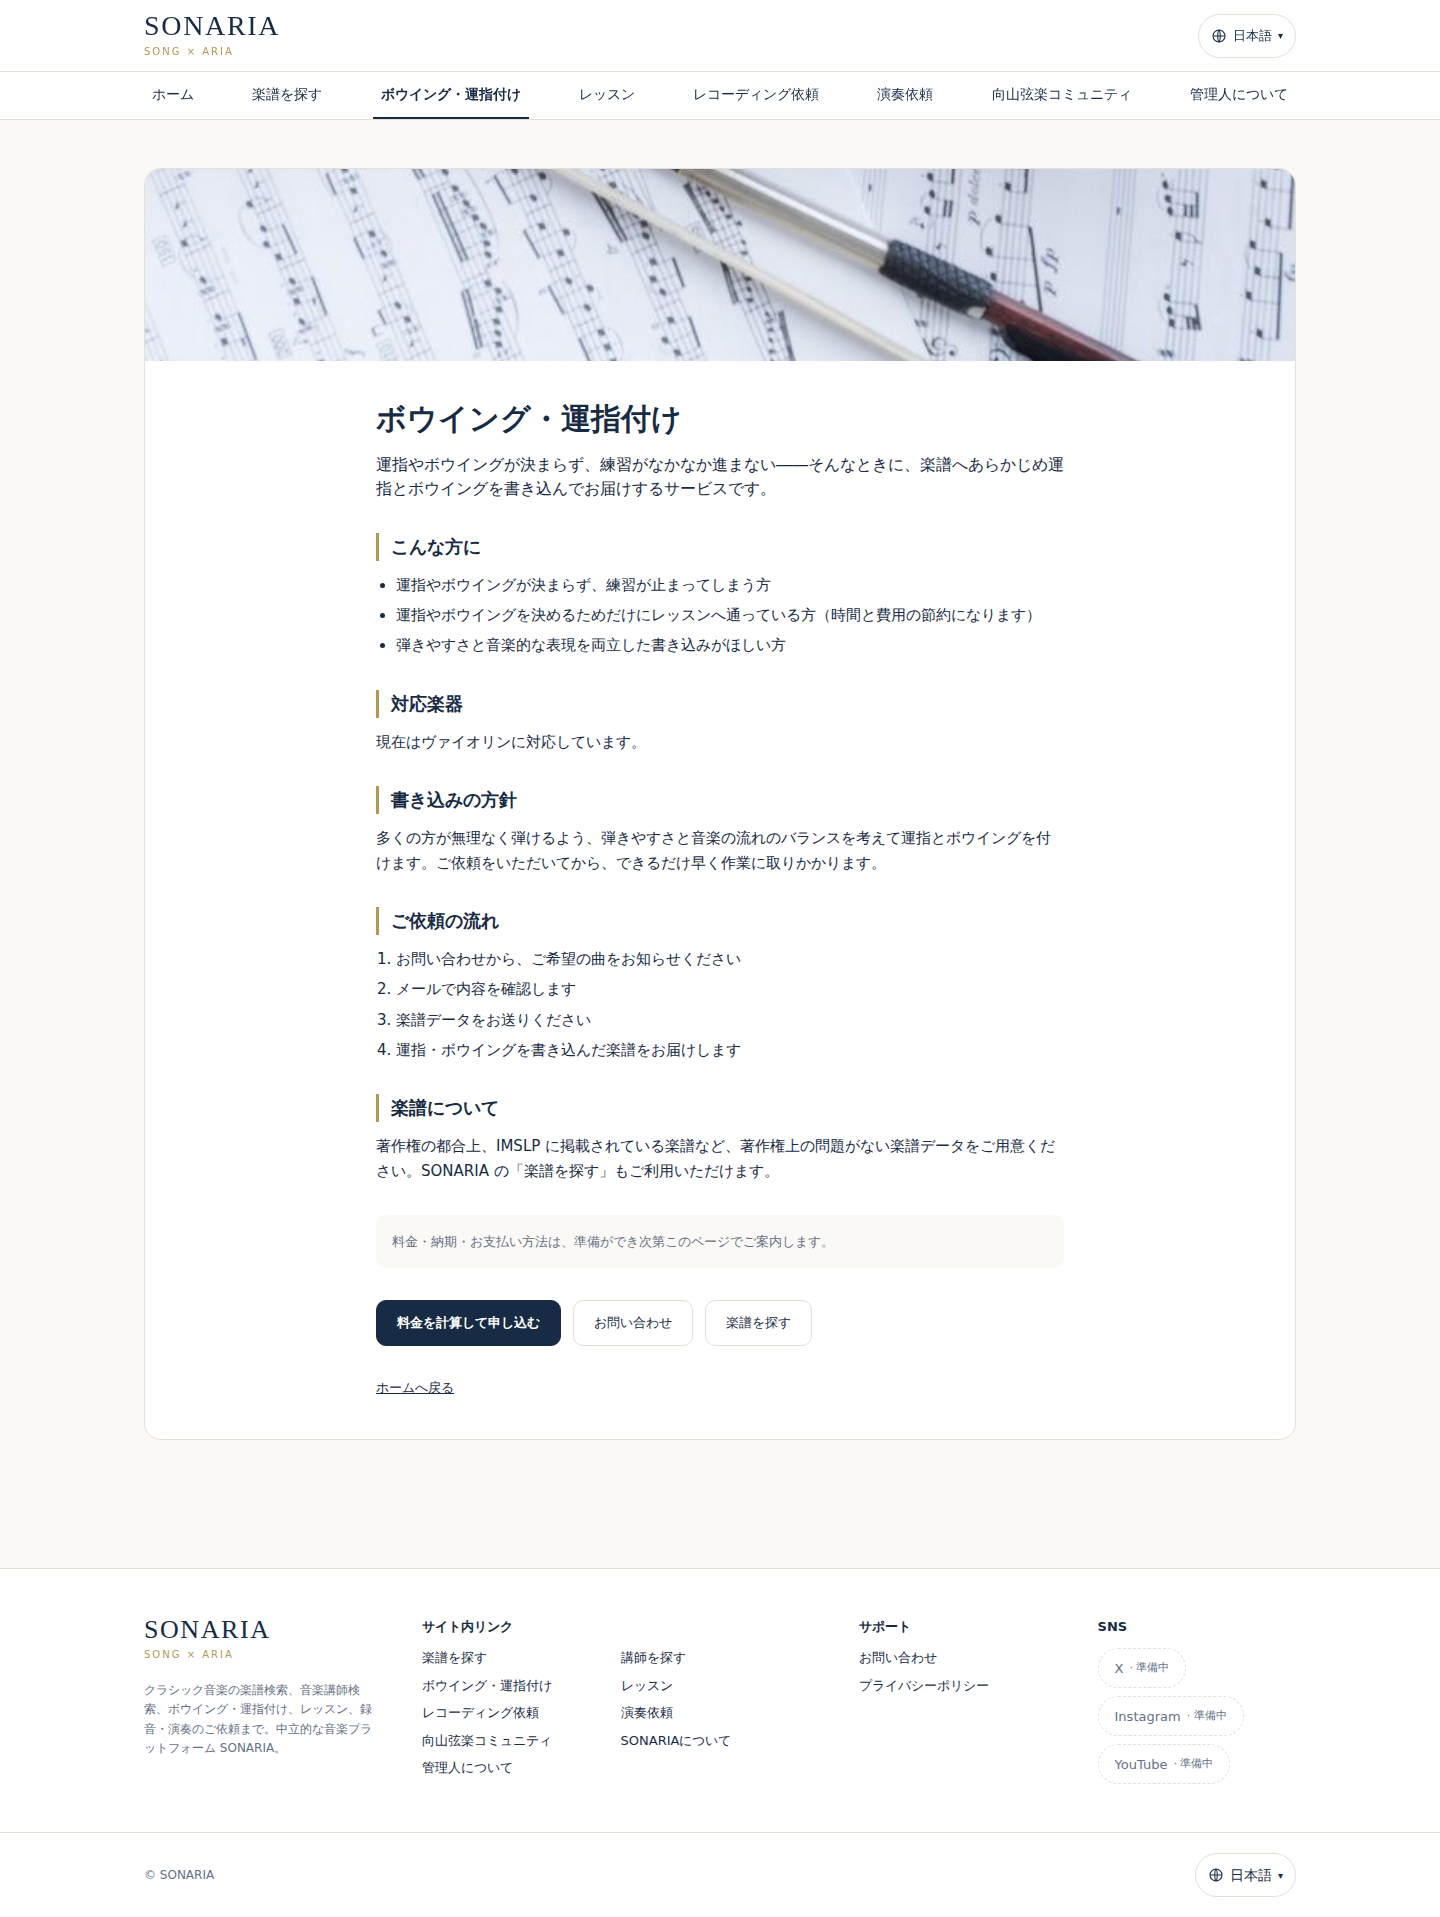 SONARIA
SONG × ARIA
日本語 ▾
ホーム
楽譜を探す
ボウイング・運指付け
レッスン
レコーディング依頼
演奏依頼
向山弦楽コミュニティ
管理人について
p dolce
p
fp
p
ボウイング・運指付け
運指やボウイングが決まらず、練習がなかなか進まない――そんなときに、楽譜へあらかじめ運
指とボウイングを書き込んでお届けするサービスです。
こんな方に
• 運指やボウイングが決まらず、練習が止まってしまう方
• 運指やボウイングを決めるためだけにレッスンへ通っている方（時間と費用の節約になります）
• 弾きやすさと音楽的な表現を両立した書き込みがほしい方
対応楽器
現在はヴァイオリンに対応しています。
書き込みの方針
多くの方が無理なく弾けるよう、弾きやすさと音楽の流れのバランスを考えて運指とボウイングを付
けます。ご依頼をいただいてから、できるだけ早く作業に取りかかります。
ご依頼の流れ
1. お問い合わせから、ご希望の曲をお知らせください
2. メールで内容を確認します
3. 楽譜データをお送りください
4. 運指・ボウイングを書き込んだ楽譜をお届けします
楽譜について
著作権の都合上、IMSLP に掲載されている楽譜など、著作権上の問題がない楽譜データをご用意くだ
さい。SONARIA の「楽譜を探す」もご利用いただけます。
料金・納期・お支払い方法は、準備ができ次第このページでご案内します。
料金を計算して申し込む
お問い合わせ
楽譜を探す
ホームへ戻る
SONARIA
SONG × ARIA
クラシック音楽の楽譜検索、音楽講師検
索、ボウイング・運指付け、レッスン、録
音・演奏のご依頼まで。中立的な音楽プラ
ットフォーム SONARIA。
サイト内リンク
楽譜を探す
ボウイング・運指付け
レコーディング依頼
向山弦楽コミュニティ
管理人について
講師を探す
レッスン
演奏依頼
SONARIAについて
サポート
お問い合わせ
プライバシーポリシー
SNS
X · 準備中
Instagram · 準備中
YouTube · 準備中
© SONARIA
日本語 ▾